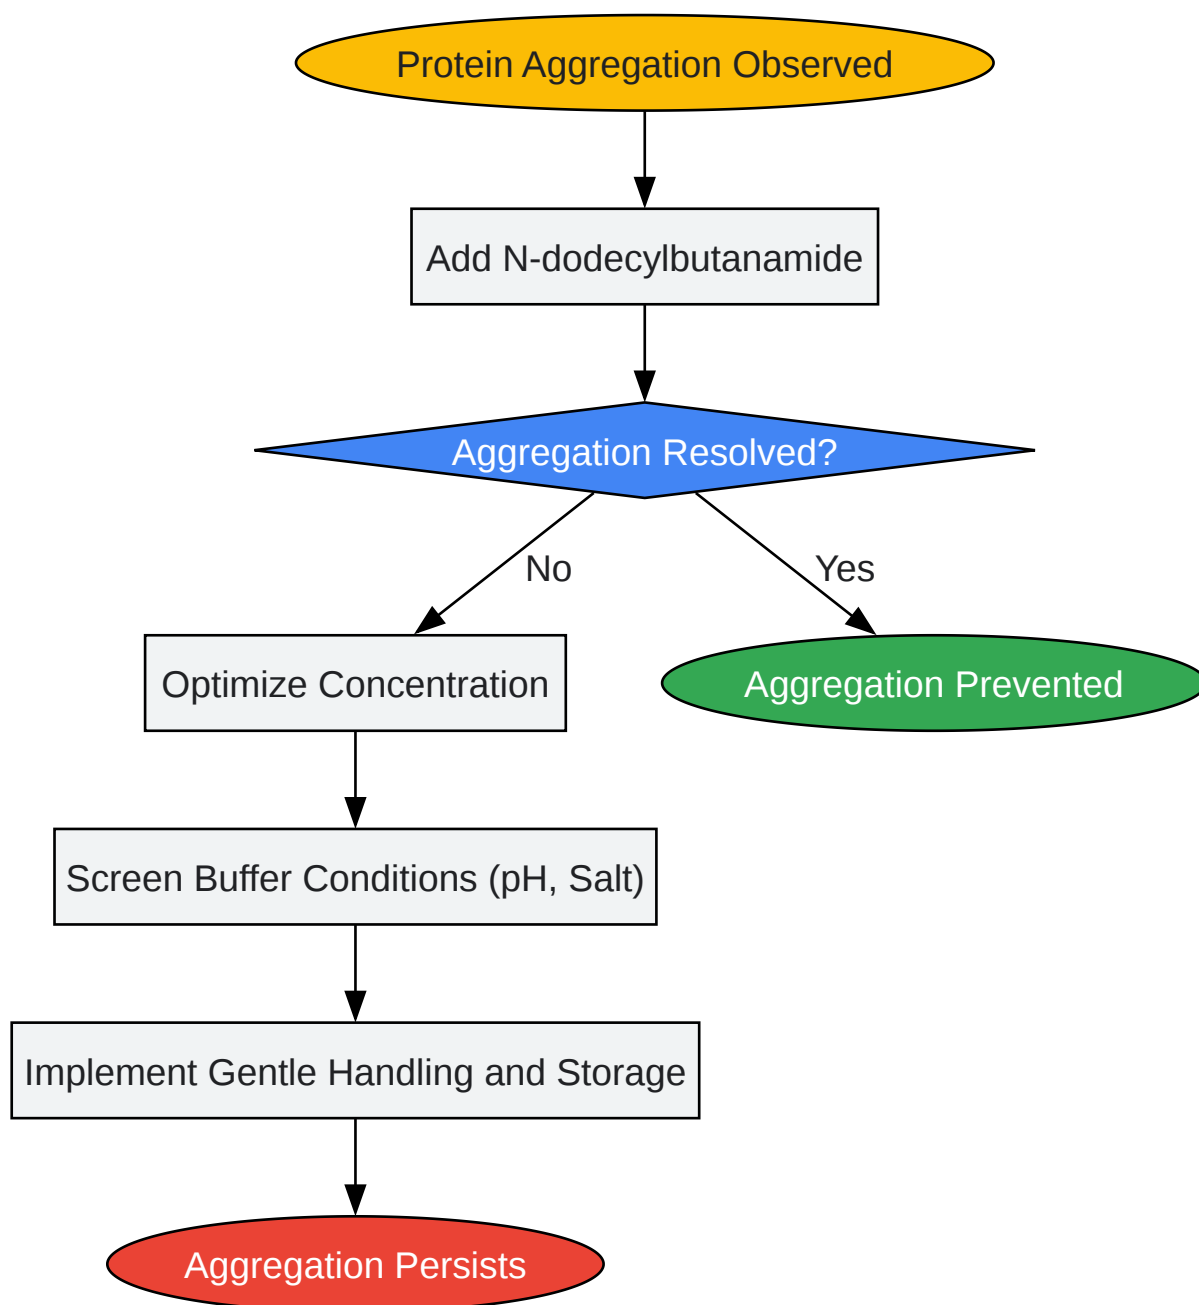 Protein Aggregation Observed
Add N-dodecylbutanamide
Aggregation Resolved?
No
Yes
Optimize Concentration
Aggregation Prevented
Screen Buffer Conditions (pH, Salt)
Implement Gentle Handling and Storage
Aggregation Persists